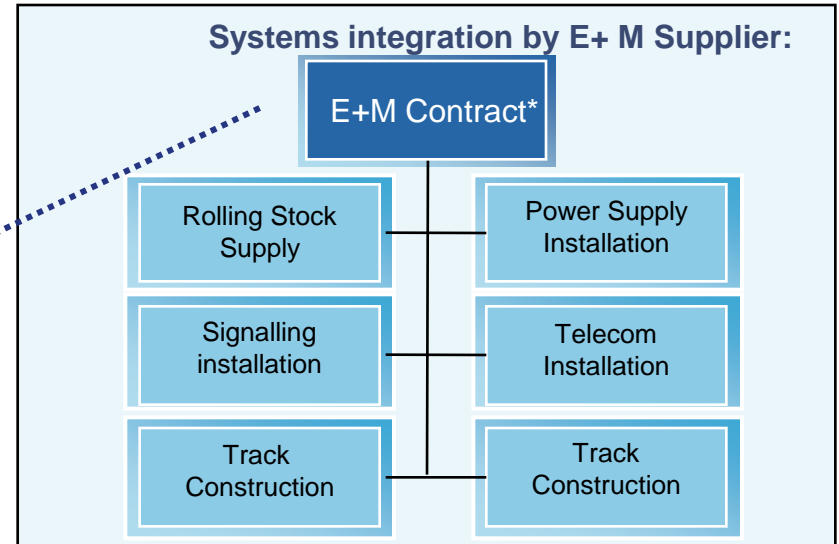 Systems integration by E+ M Supplier:
E+M Contract*
Rolling Stock
Supply
Power Supply
Installation
Signalling
installation
Telecom
Installation
Track
Construction
Track
Construction